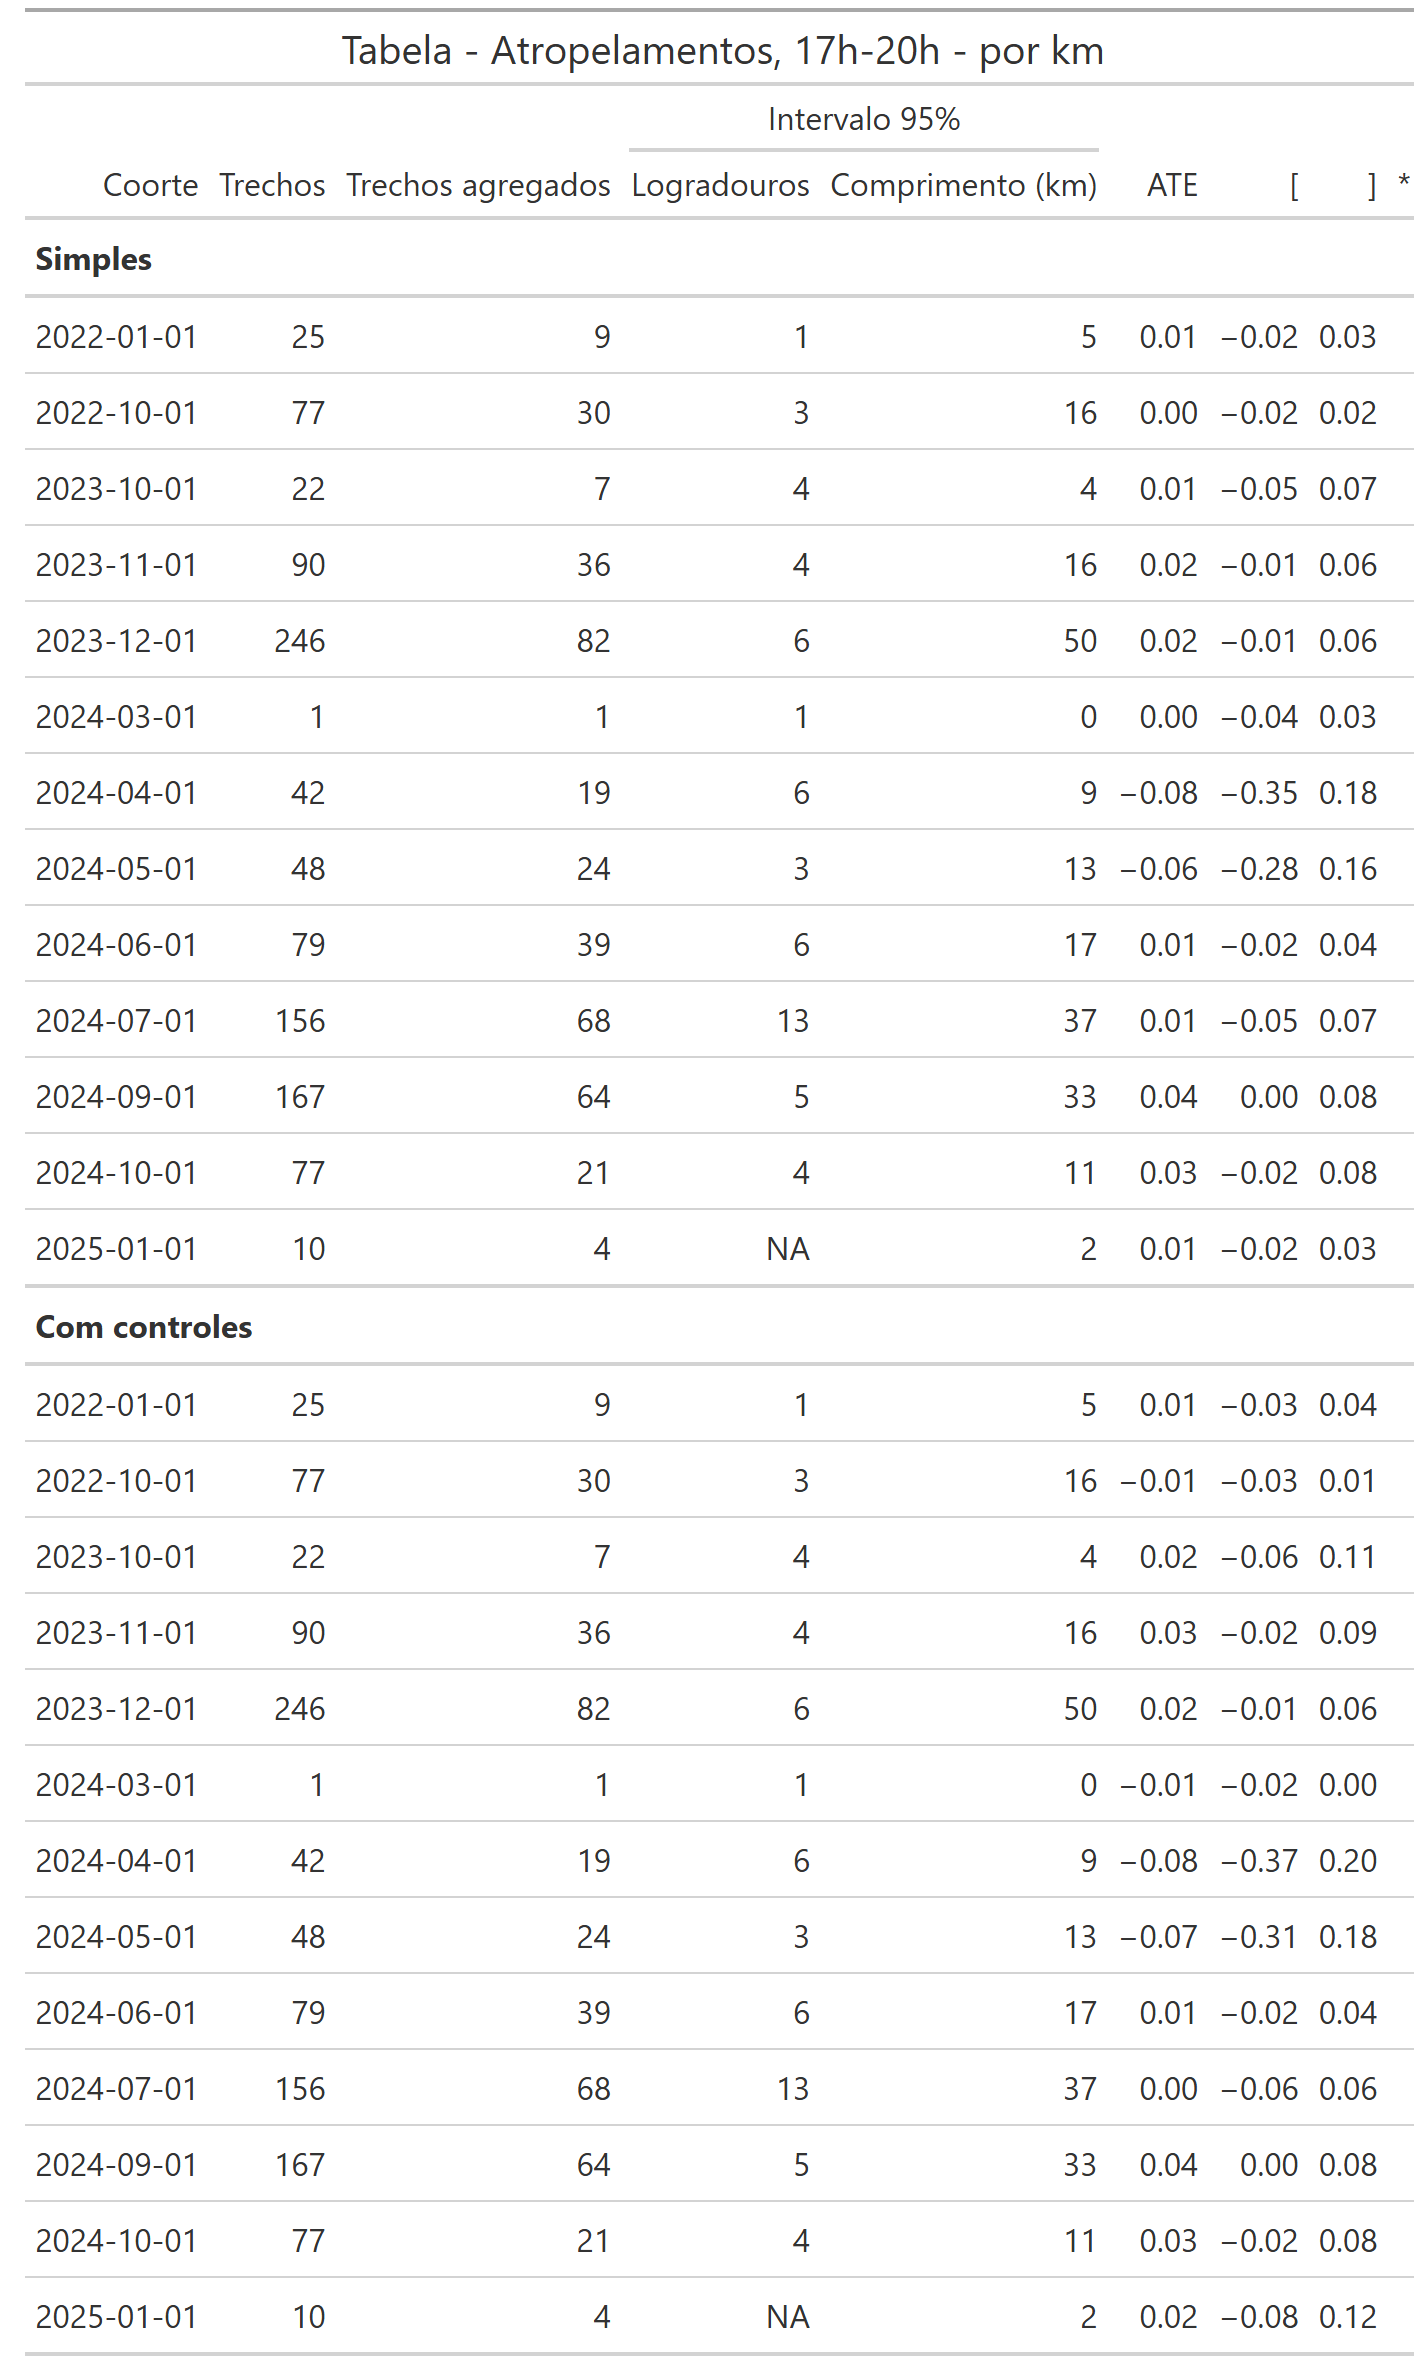 Tabela - Atropelamentos, 17h-20h - por km
Intervalo 95%
Coorte Trechos Trechos agregados Logradouros Comprimento (km) ATE [ ] *
Simples
2022-01-01 25 9 1 5 0.01 −0.02 0.03
2022-10-01 77 30 3 16 0.00 −0.02 0.02
2023-10-01 22 7 4 4 0.01 −0.05 0.07
2023-11-01 90 36 4 16 0.02 −0.01 0.06
2023-12-01 246 82 6 50 0.02 −0.01 0.06
2024-03-01 1 1 1 0 0.00 −0.04 0.03
2024-04-01 42 19 6 9 −0.08 −0.35 0.18
2024-05-01 48 24 3 13 −0.06 −0.28 0.16
2024-06-01 79 39 6 17 0.01 −0.02 0.04
2024-07-01 156 68 13 37 0.01 −0.05 0.07
2024-09-01 167 64 5 33 0.04 0.00 0.08
2024-10-01 77 21 4 11 0.03 −0.02 0.08
2025-01-01 10 4 NA 2 0.01 −0.02 0.03
Com controles
2022-01-01 25 9 1 5 0.01 −0.03 0.04
2022-10-01 77 30 3 16 −0.01 −0.03 0.01
2023-10-01 22 7 4 4 0.02 −0.06 0.11
2023-11-01 90 36 4 16 0.03 −0.02 0.09
2023-12-01 246 82 6 50 0.02 −0.01 0.06
2024-03-01 1 1 1 0 −0.01 −0.02 0.00
2024-04-01 42 19 6 9 −0.08 −0.37 0.20
2024-05-01 48 24 3 13 −0.07 −0.31 0.18
2024-06-01 79 39 6 17 0.01 −0.02 0.04
2024-07-01 156 68 13 37 0.00 −0.06 0.06
2024-09-01 167 64 5 33 0.04 0.00 0.08
2024-10-01 77 21 4 11 0.03 −0.02 0.08
2025-01-01 10 4 NA 2 0.02 −0.08 0.12